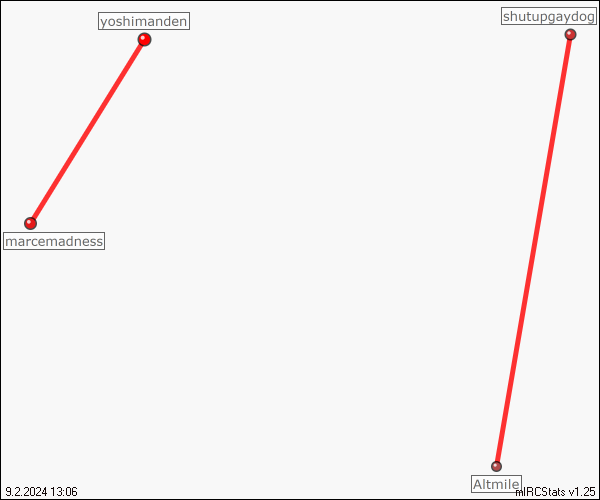 yoshimanden
shutupgaydog
marcemadness
Altmile
9.2.2024 13:06
mIRCStats v1.25